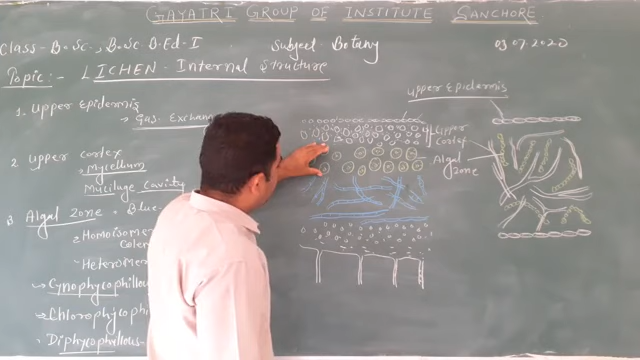 GAYATRI GROUP OF INSTITUTE SANCHORE
Class - B.Sc., B.Sc B.Ed - I Subject Botany 03.07.2020
Topic :- LICHEN - Internal Structure
1. Upper Epidermis
→ Gas Exchan
2. Upper Cortex
→ Mycellum
Mucilage Cavity
3 Algal Zone = Blue-
Homoisomer
Heteromer
→ Cynophycophillou
→ Chlorophycophi
→ Diphycophillous-
Upper Epidermis
Upper Cortex
Algal Zone